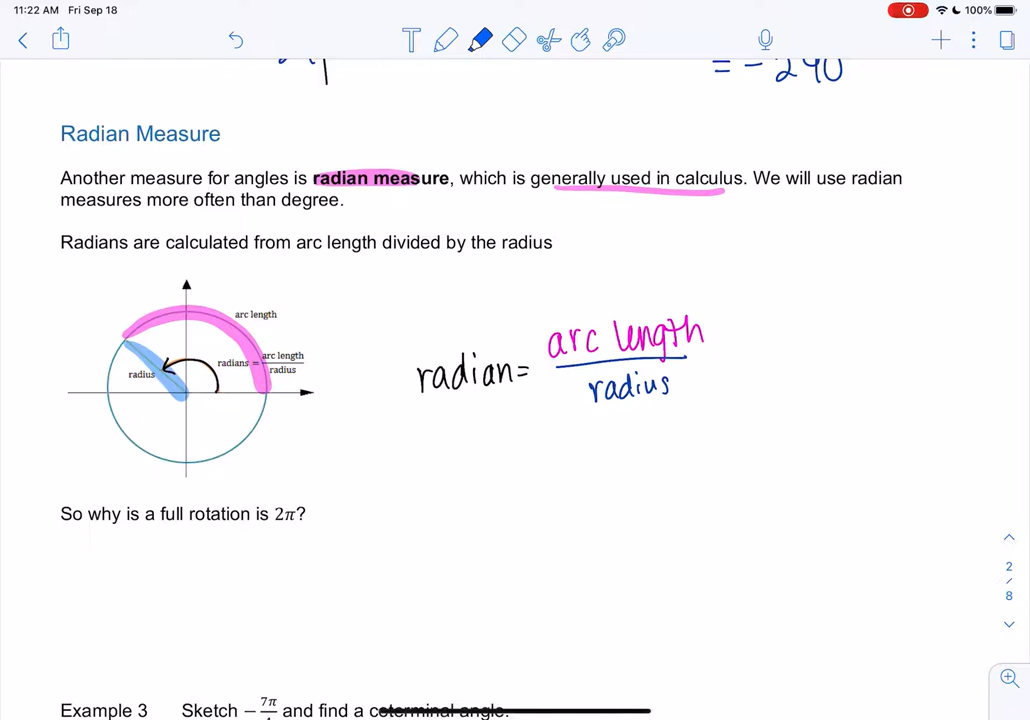 11:22 AM Fri Sep 18
100%
= -240
Radian Measure
Another measure for angles is radian measure, which is generally used in calculus. We will use radian
measures more often than degree.
Radians are calculated from arc length divided by the radius
arc length
radians = arc length / radius
radius
radian = arc length / radius
So why is a full rotation is 2π?
2
/
8
Example 3 Sketch −7π/4 and find a coterminal angle.